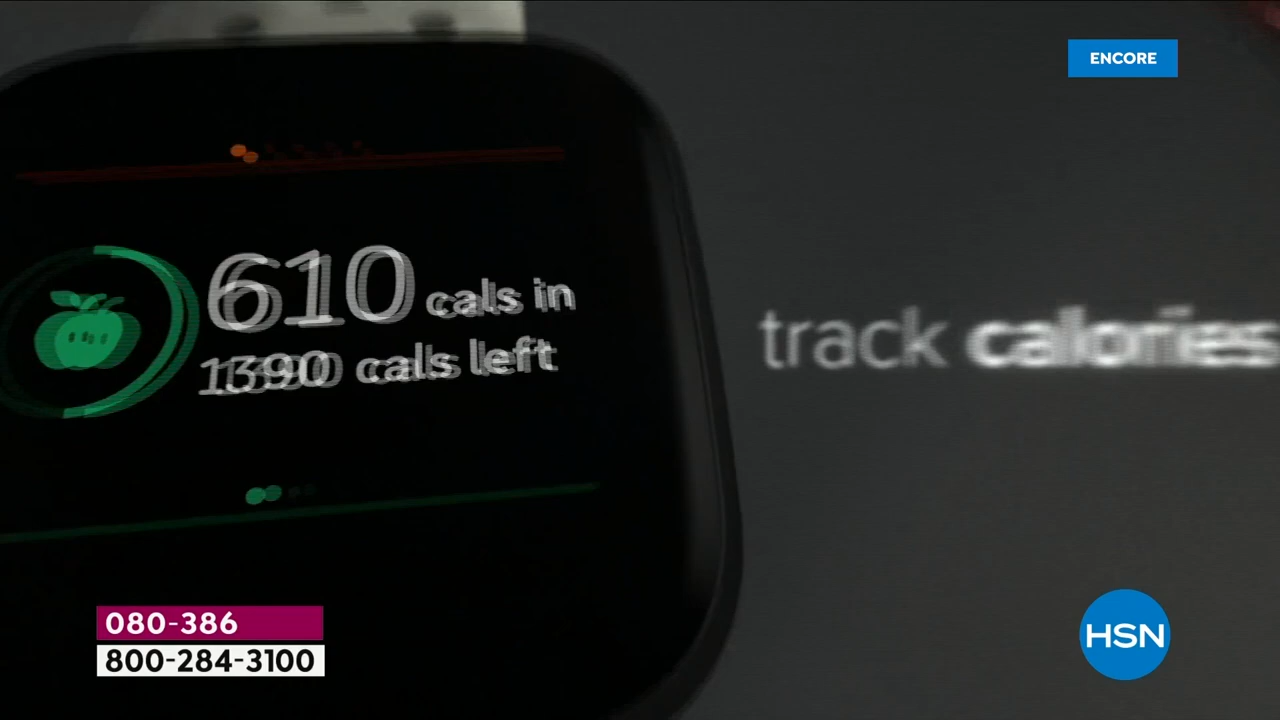 ENCORE
610 cals in
1390 cals left
track calories
080-386
800-284-3100
HSN